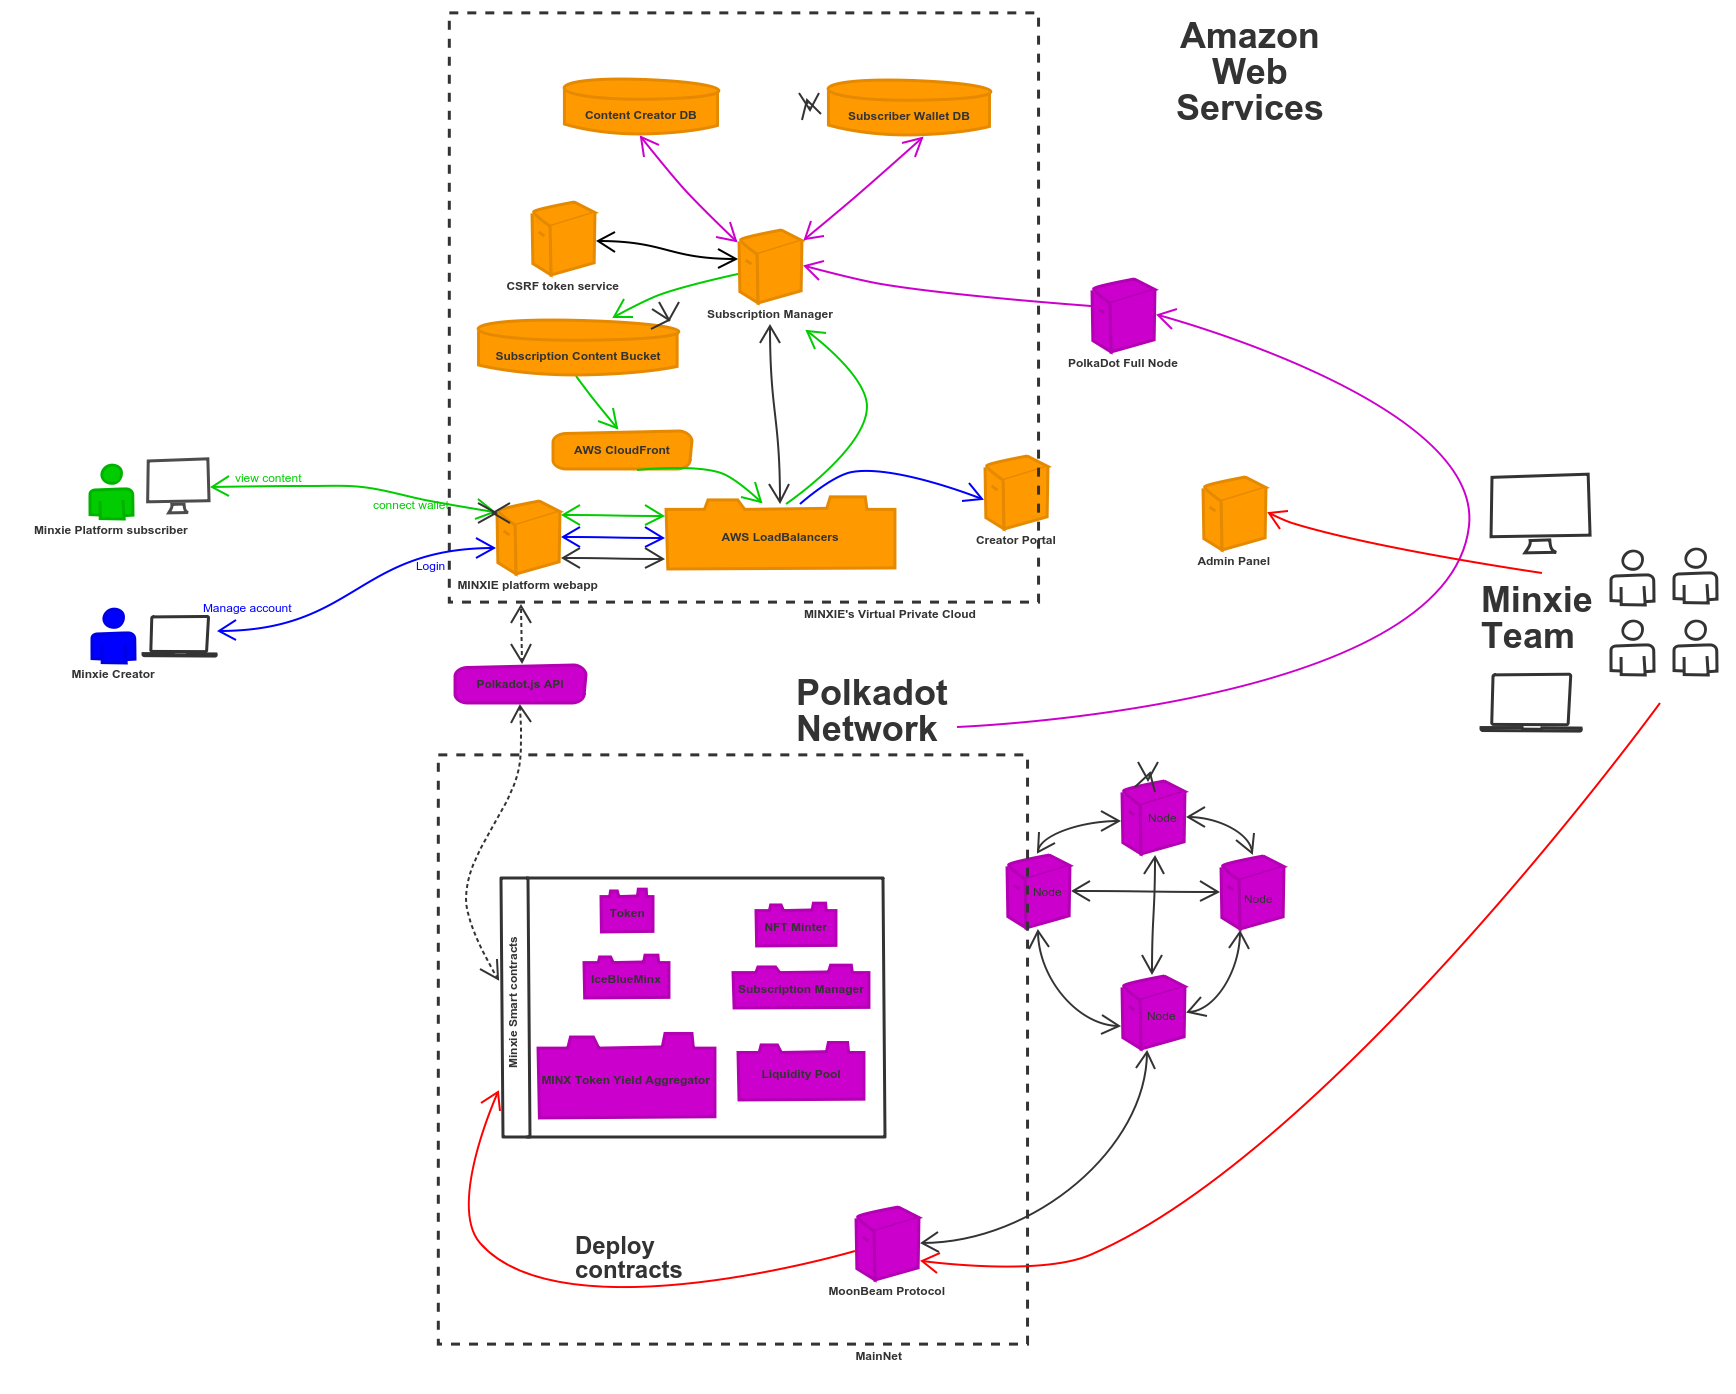 Amazon
Web
Services
Content Creator DB
Subscriber Wallet DB
CSRF token service
Subscription Manager
Subscription Content Bucket
PolkaDot Full Node
AWS CloudFront
view content
connect wallet
Minxie Platform subscriber
AWS LoadBalancers
Creator Portal
Admin Panel
Login
MINXIE platform webapp
Manage account
MINXIE's Virtual Private Cloud
Minxie
Team
Minxie Creator
Polkadot.js API
Polkadot
Network
Node
Node
Node
Node
Minxie Smart contracts
Token
NFT Minter
IceBlueMinx
Subscription Manager
MINX Token Yield Aggregator
Liquidity Pool
Deploy
contracts
MoonBeam Protocol
MainNet